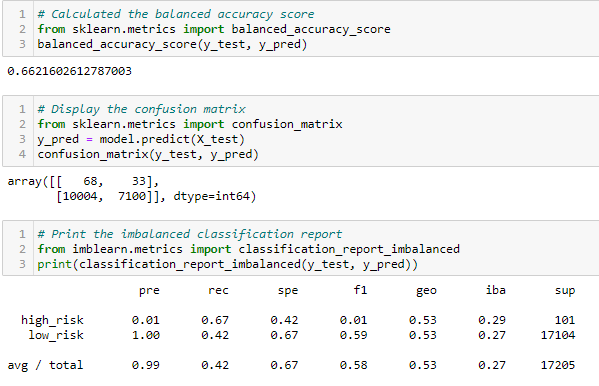 1 # Calculated the balanced accuracy score
2 from sklearn.metrics import balanced_accuracy_score
3 balanced_accuracy_score(y_test, y_pred)
0.6621602612787003
1 # Display the confusion matrix
2 from sklearn.metrics import confusion_matrix
3 y_pred = model.predict(X_test)
4 confusion_matrix(y_test, y_pred)
array([[   68,    33],
       [10004,  7100]], dtype=int64)
1 # Print the imbalanced classification report
2 from imblearn.metrics import classification_report_imbalanced
3 print(classification_report_imbalanced(y_test, y_pred))
pre rec spe f1 geo iba sup
high_risk 0.01 0.67 0.42 0.01 0.53 0.29 101
low_risk 1.00 0.42 0.67 0.59 0.53 0.27 17104
avg / total 0.99 0.42 0.67 0.58 0.53 0.27 17205